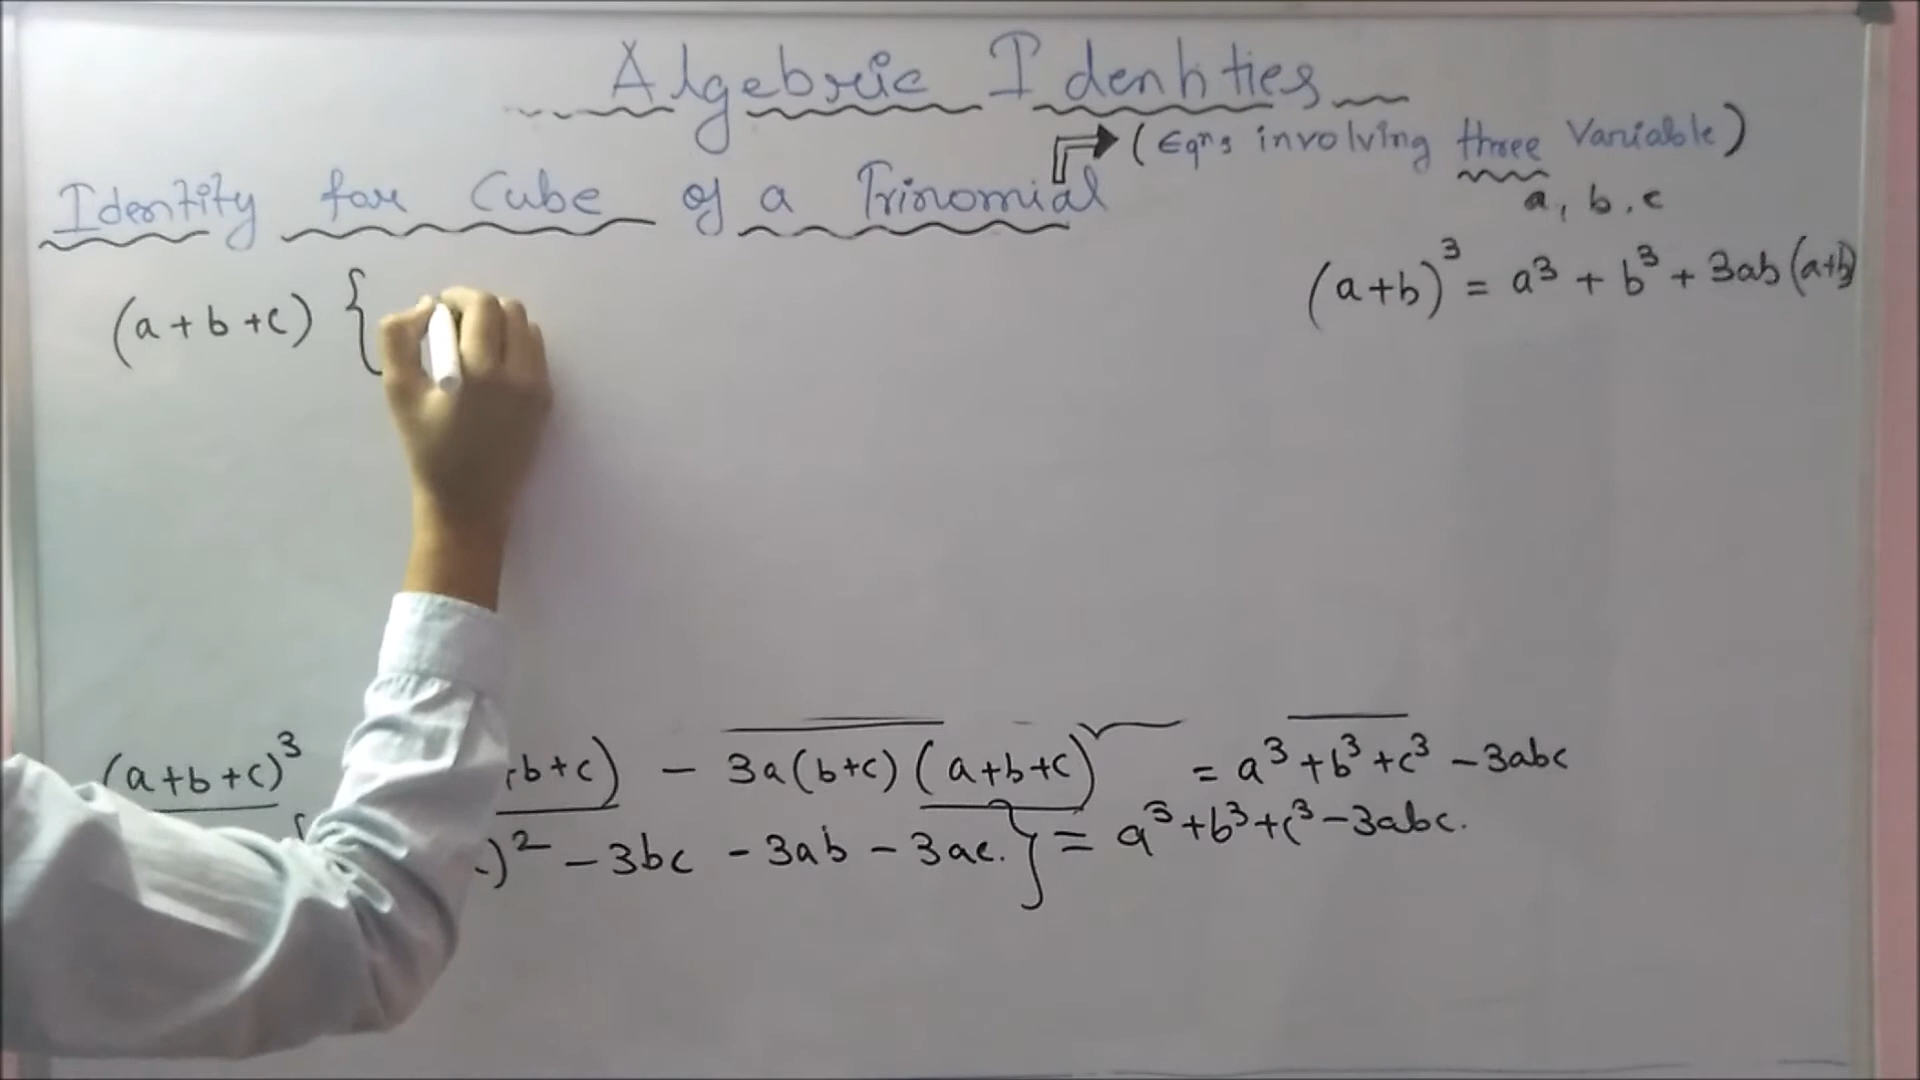 Algebric Identities
(Eqns involving three Variable)
a, b, c
Identity for Cube of a Trinomial
(a+b)³ = a³ + b³ + 3ab(a+b)
(a+b+c) {
(a+b+c)³ b+c) - 3a(b+c)(a+b+c) = a³+b³+c³ -3abc
)² -3bc -3ab -3ac.} = a³+b³+c³-3abc.